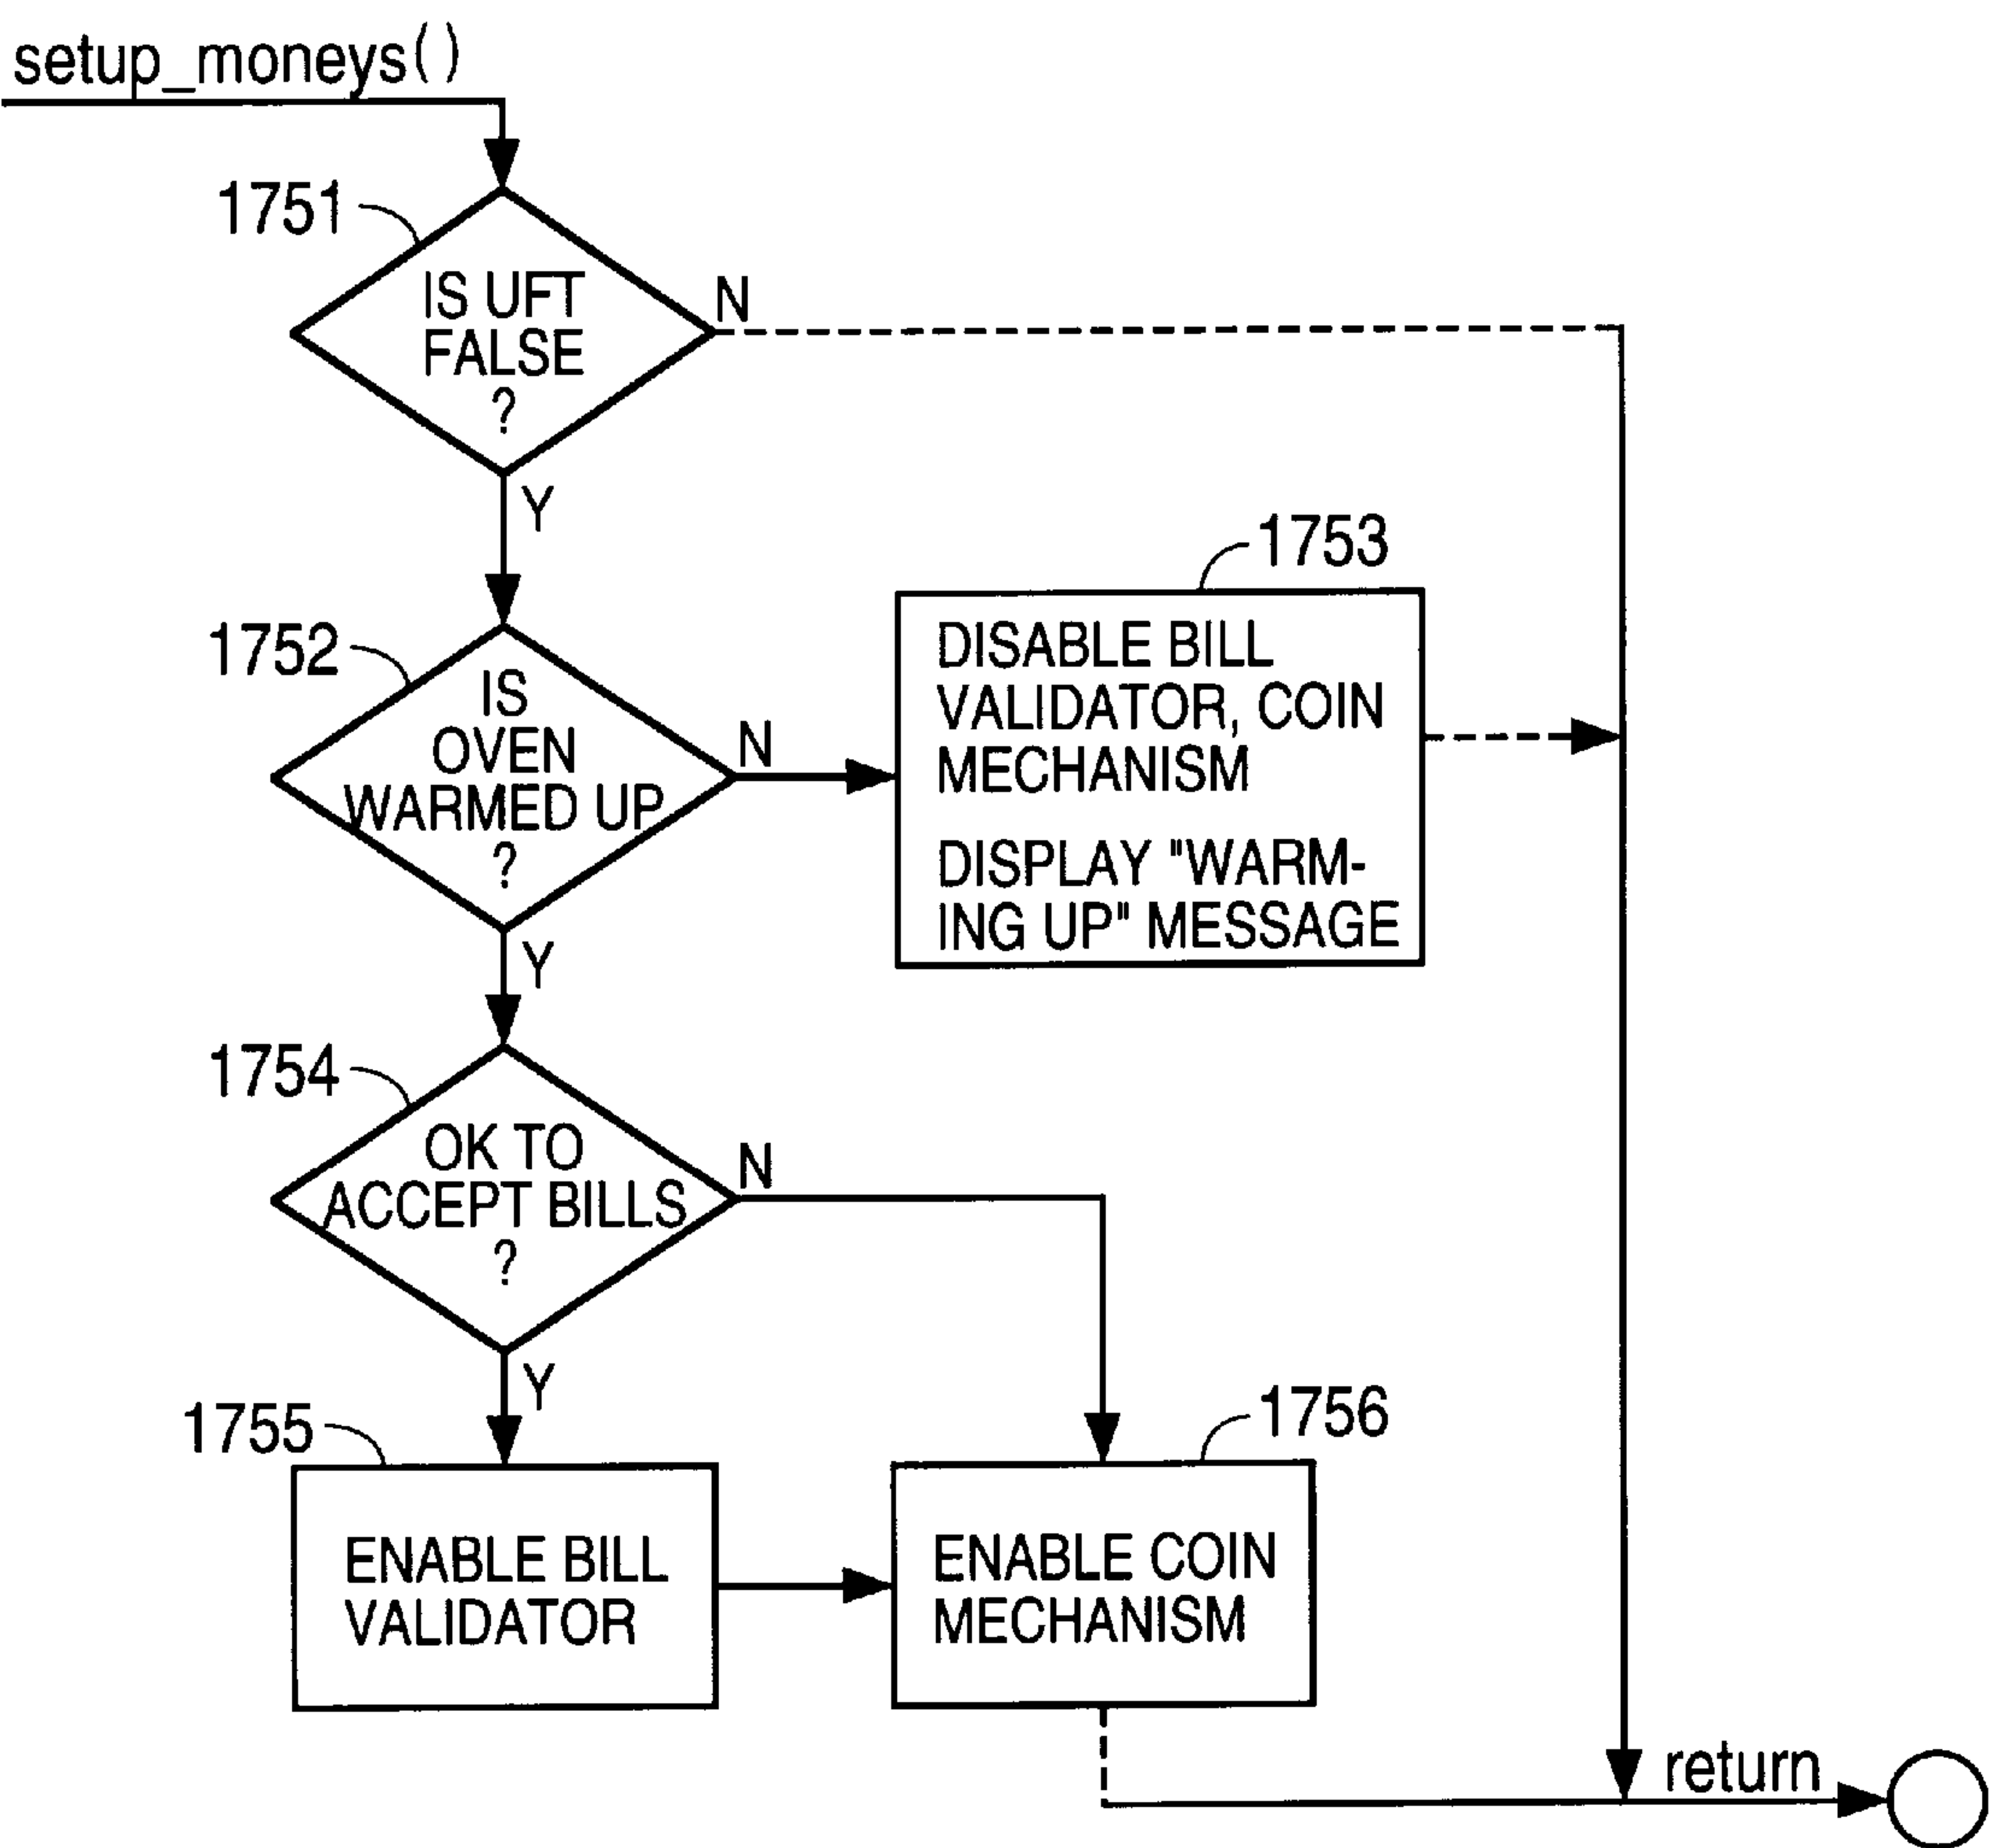 setup_moneys()
1751
IS UFT
FALSE
?
N
Y
1752
IS
OVEN
WARMED UP
?
N
Y
1753
DISABLE BILL
VALIDATOR, COIN
MECHANISM
DISPLAY "WARM-
ING UP" MESSAGE
1754
OK TO
ACCEPT BILLS
?
N
Y
1755
ENABLE BILL
VALIDATOR
1756
ENABLE COIN
MECHANISM
return